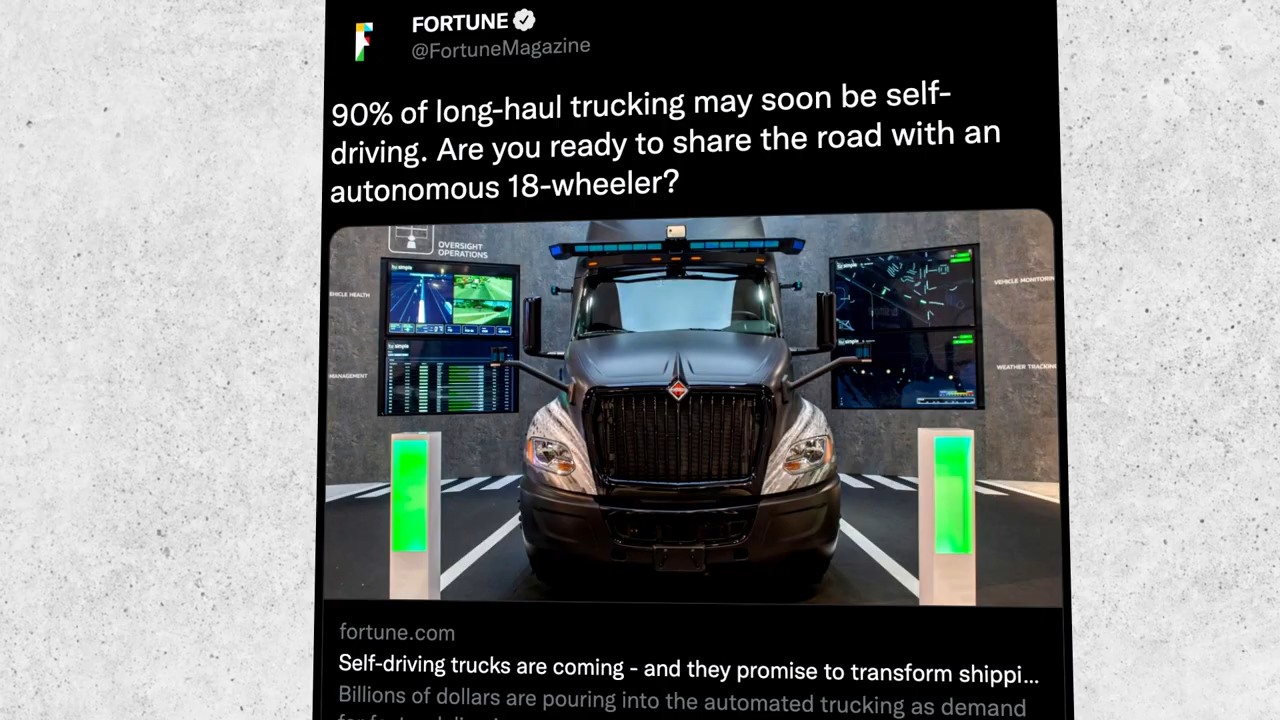 FORTUNE
@FortuneMagazine
90% of long-haul trucking may soon be self-
driving. Are you ready to share the road with an
autonomous 18-wheeler?
OVERSIGHT
OPERATIONS
VEHICLE MONITORIN
MANAGEMENT
WEATHER TRACKING
fortune.com
Self-driving trucks are coming - and they promise to transform shippi...
Billions of dollars are pouring into the automated trucking as demand